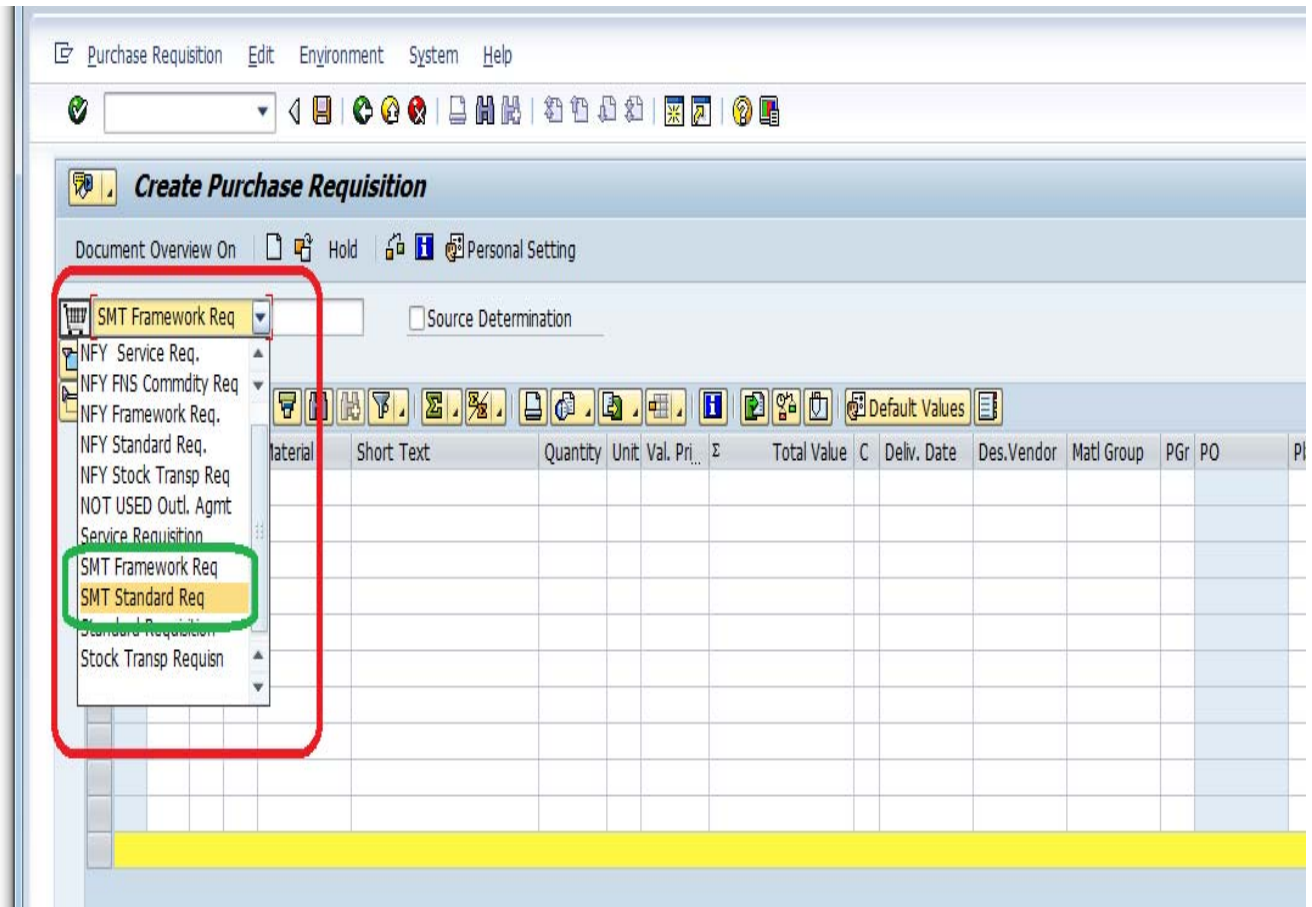 Purchase Requisition Edit Environment System Help
Create Purchase Requisition
Document Overview On Hold Personal Setting
SMT Framework Req Source Determination
NFY Service Req.
NFY FNS Commdity Req
NFY Framework Req.
Default Values
NFY Standard Req.
Material Short Text Quantity Unit Val. Pri... Σ Total Value C Deliv. Date Des.Vendor Matl Group PGr PO
NFY Stock Transp Req
NOT USED Outl. Agmt
Service Requisition
SMT Framework Req
SMT Standard Req
Standard Requisition
Stock Transp Requisn